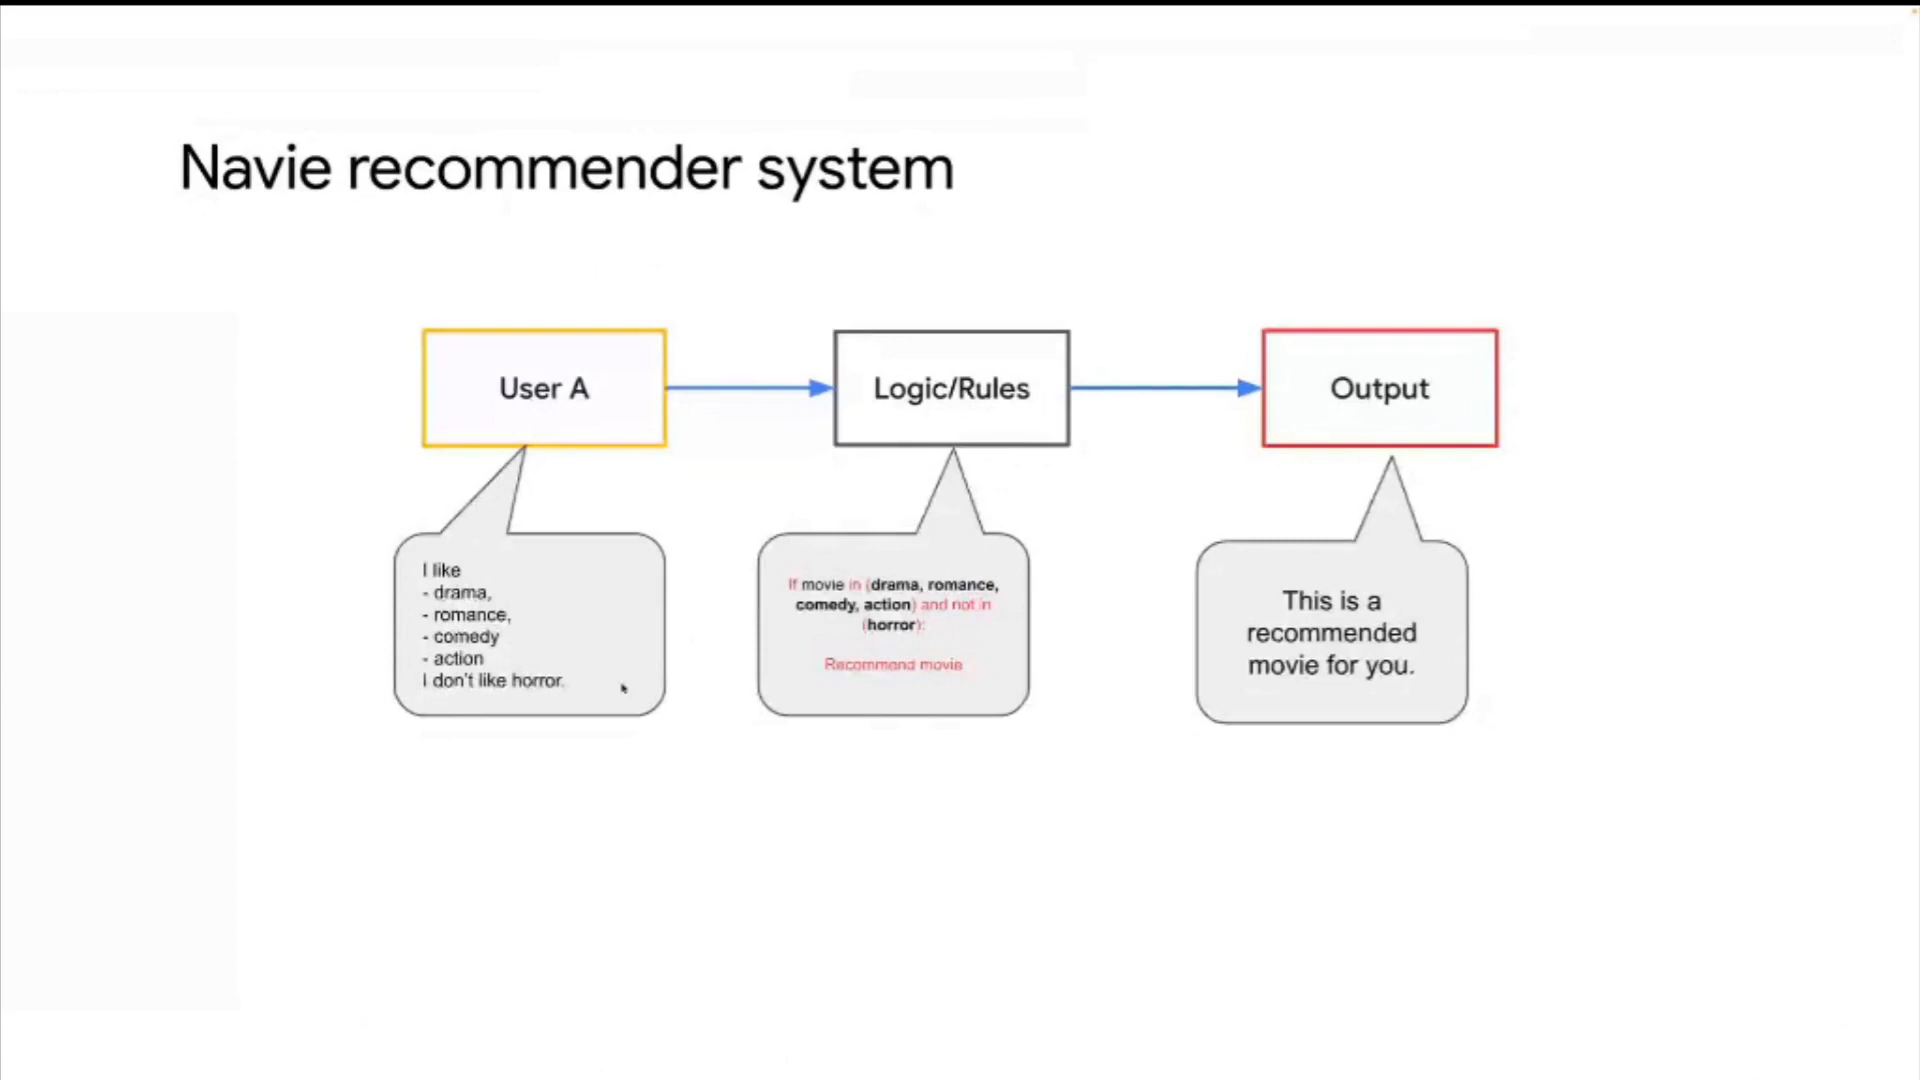 Navie recommender system
User A
Logic/Rules
Output
I like
- drama,
- romance,
- comedy
- action
I don't like horror.
If movie in (drama, romance,
comedy, action) and not in
(horror):
Recommend movie
This is a
recommended
movie for you.